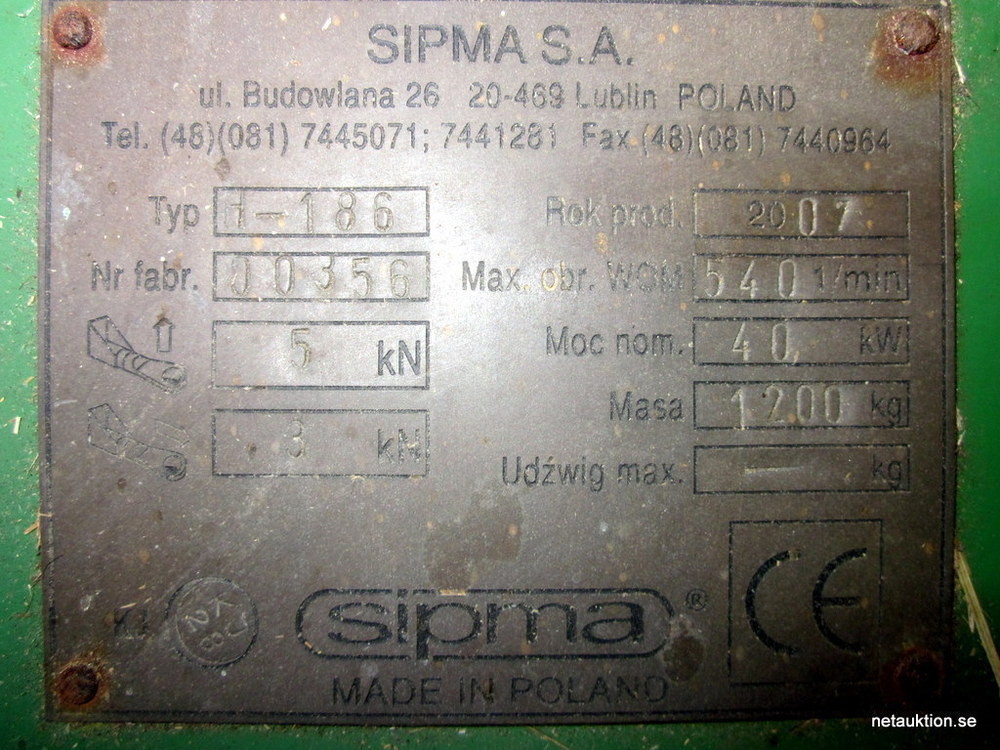 SIPMA S.A.
ul. Budowlana 26 20-469 Lublin POLAND
Tel. (48)(081) 7445071; 7441281 Fax (48)(081) 7440964
Typ -186 Rok prod. 2007
Nr fabr. 00356 Max. obr. WOM 540 1/min
5 kN Moc nom. 40 kW
Masa 1200 kg
3 kN
Udźwig max. — kg
CE
sipma®
MADE IN POLAND
netauktion.se